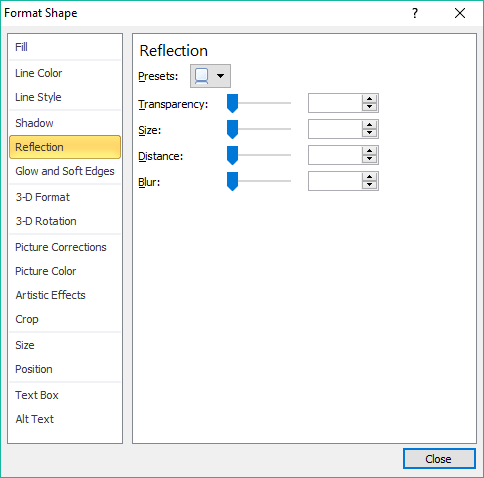 Format Shape
Fill
Line Color
Line Style
Shadow
Reflection
Glow and Soft Edges
3-D Format
3-D Rotation
Picture Corrections
Picture Color
Artistic Effects
Crop
Size
Position
Text Box
Alt Text
Reflection
Presets:
Transparency:
Size:
Distance:
Blur:
Close